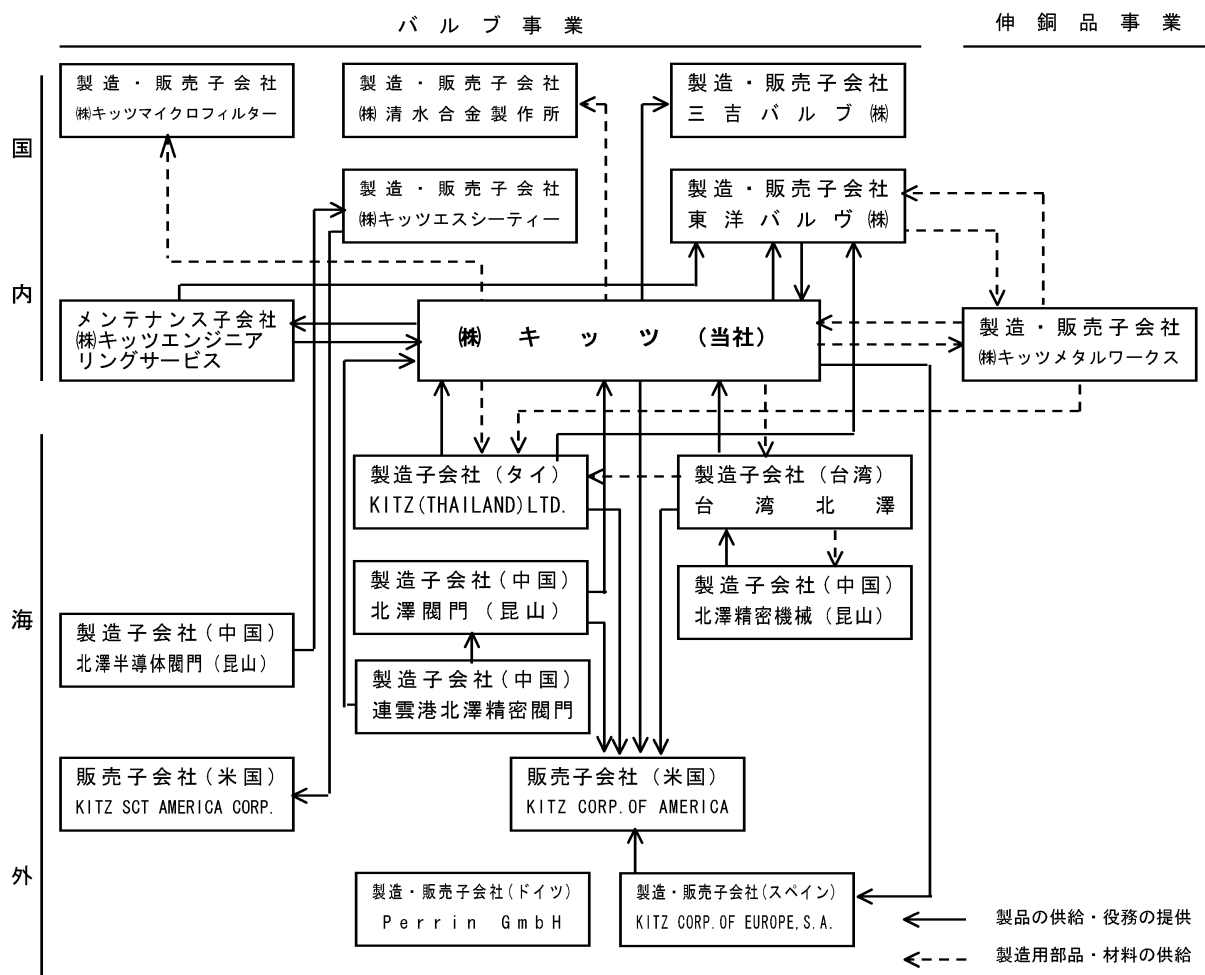 バルブ事業
伸銅品事業
国内
製造・販売子会社
㈱キッツマイクロフィルター
製造・販売子会社
㈱清水合金製作所
製造・販売子会社
三吉バルブ㈱
製造・販売子会社
㈱キッツエスシーティー
製造・販売子会社
東洋バルヴ㈱
メンテナンス子会社
㈱キッツエンジニア
リングサービス
㈱キッツ(当社)
製造・販売子会社
㈱キッツメタルワークス
海外
製造子会社(タイ)
KITZ(THAILAND)LTD.
製造子会社(台湾)
台湾北澤
製造子会社(中国)
北澤閥門(昆山)
製造子会社(中国)
北澤精密機械(昆山)
製造子会社(中国)
北澤半導体閥門(昆山)
製造子会社(中国)
連雲港北澤精密閥門
販売子会社(米国)
KITZ SCT AMERICA CORP.
販売子会社(米国)
KITZ CORP.OF AMERICA
製造・販売子会社(ドイツ)
Perrin GmbH
製造・販売子会社(スペイン)
KITZ CORP.OF EUROPE,S.A.
製品の供給・役務の提供
製造用部品・材料の供給